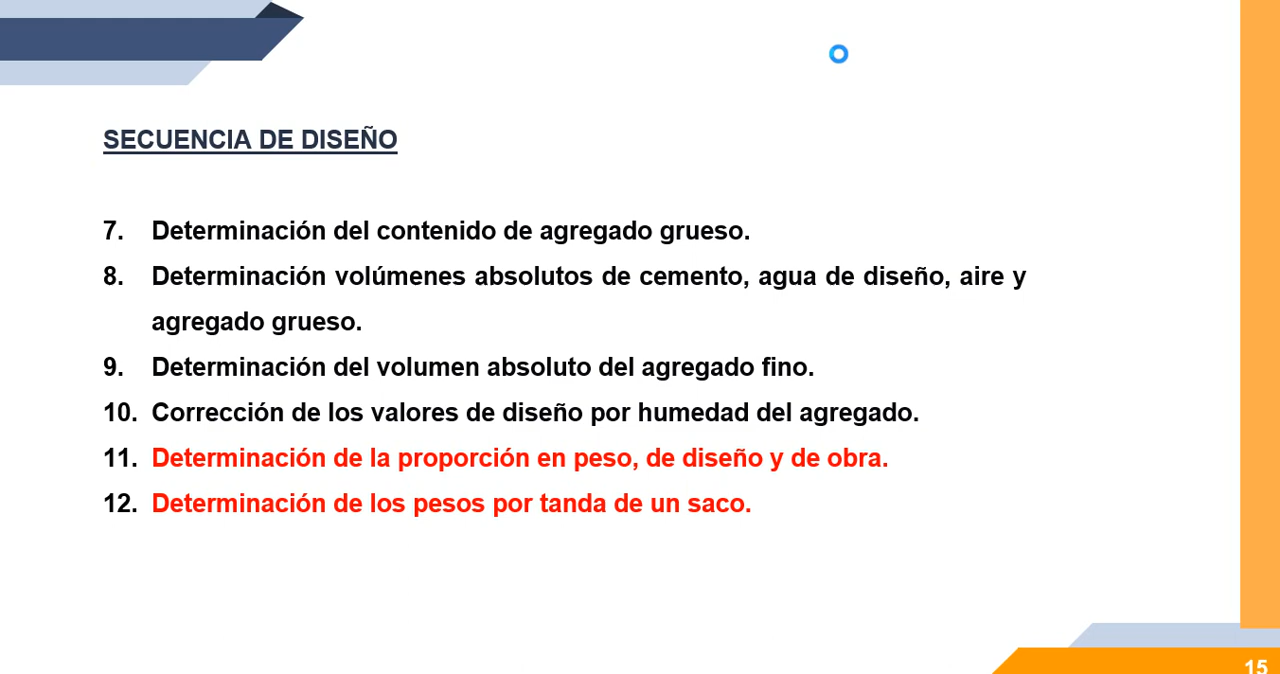 SECUENCIA DE DISEÑO
7. Determinación del contenido de agregado grueso.
8. Determinación volúmenes absolutos de cemento, agua de diseño, aire y
agregado grueso.
9. Determinación del volumen absoluto del agregado fino.
10. Corrección de los valores de diseño por humedad del agregado.
11. Determinación de la proporción en peso, de diseño y de obra.
12. Determinación de los pesos por tanda de un saco.
15